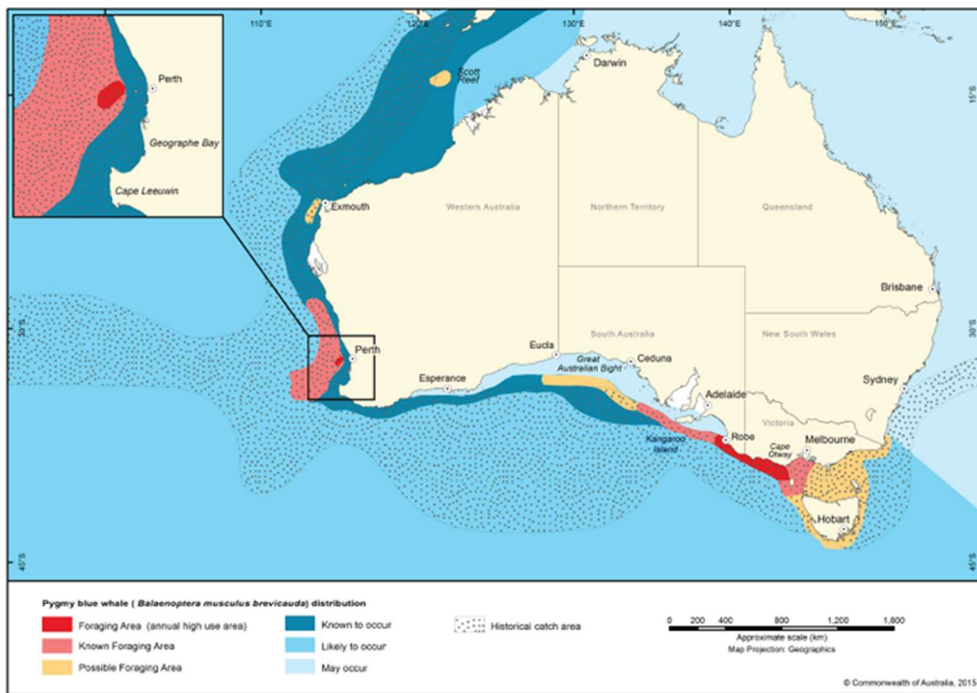 110°E
120°E
130°E
140°E
150°E
Perth
Geographe Bay
Cape Leeuwin
Scott
Reef
Darwin
15°S
15°S
Exmouth
Western Australia
Northern Territory
Queensland
Brisbane
30°S
30°S
South Australia
New South Wales
Eucla
Great
Australian Bight
Ceduna
Perth
Esperance
Sydney
Adelaide
Victoria
Kangaroo
Island
Robe
Cape
Otway
Melbourne
Hobart
45°S
45°S
Pygmy blue whale ( Balaenoptera musculus brevicauda) distribution
Foraging Area (annual high use area)
Known Foraging Area
Possible Foraging Area
Known to occur
Likely to occur
May occur
Historical catch area
0 200 400 800 1,200 1,600
Approximate scale (km)
Map Projection: Geographics
© Commonwealth of Australia, 2015